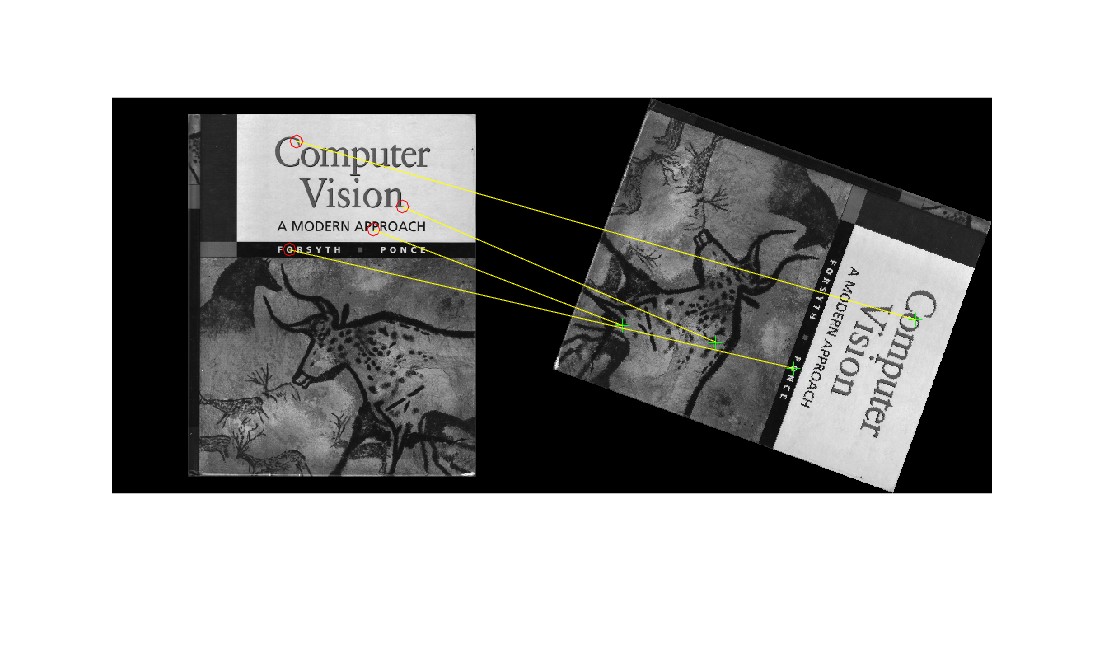 Computer
Vision
A MODERN APPROACH
FORSYTH PONCE
Computer
Vision
A MODERN APPROACH
FORSYTH PONCE